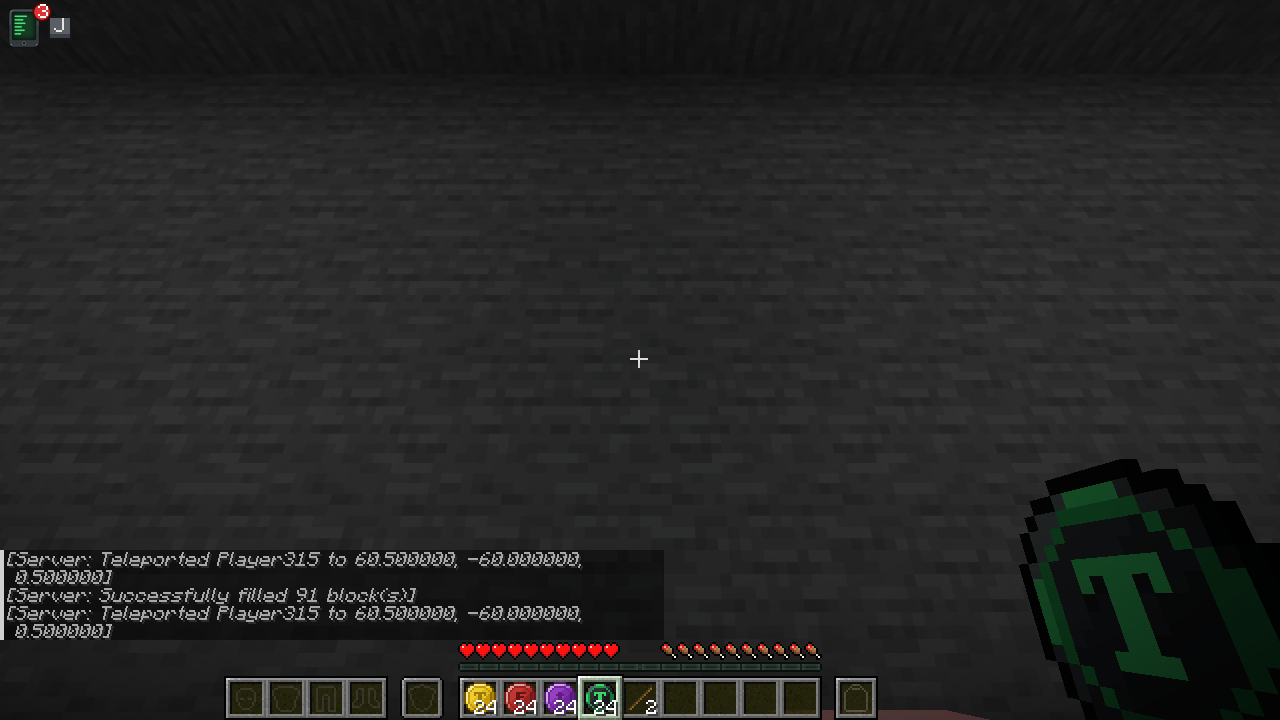 3
J
[Server: Teleported Player315 to 60.500000, -60.000000,
0.500000]
[Server: Successfully filled 91 block(s)]
[Server: Teleported Player315 to 60.500000, -60.000000,
0.500000]
T
24 24 24 24 2